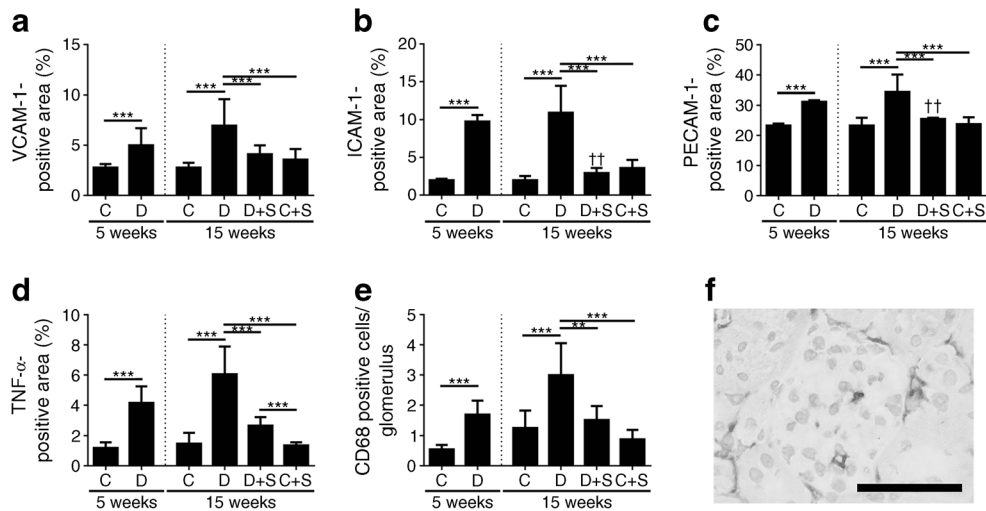 a
VCAM-1-
positive area (%)
15
10
5
0
***
***
***
***
C D C D D+S C+S
5 weeks 15 weeks
b
ICAM-1-
positive area (%)
20
15
10
5
0
***
***
***
***
††
C D C D D+S C+S
5 weeks 15 weeks
c
PECAM-1-
positive area (%)
50
40
30
20
10
0
***
***
***
***
††
C D C D D+S C+S
5 weeks 15 weeks
d
TNF-α-
positive area (%)
10
8
6
4
2
0
***
***
***
***
***
C D C D D+S C+S
5 weeks 15 weeks
e
CD68 positive cells/
glomerulus
5
4
3
2
1
0
***
***
**
***
C D C D D+S C+S
5 weeks 15 weeks
f